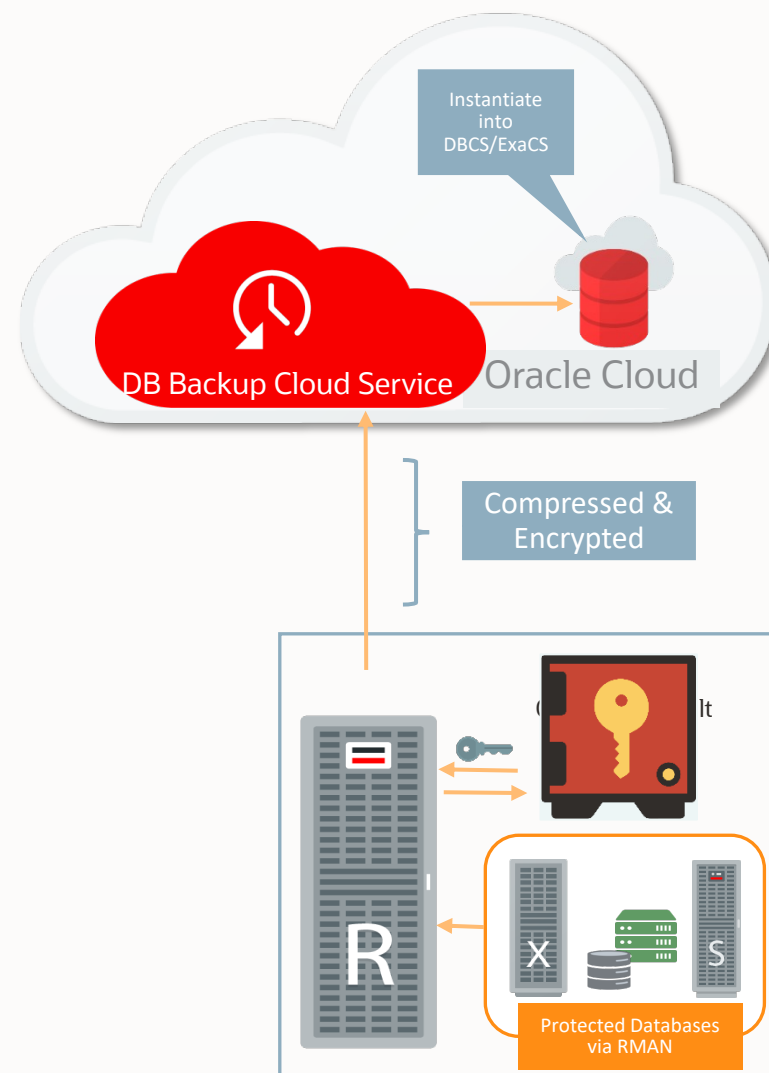 Instantiate
into
DBCS/ExaCS
DB Backup Cloud Service
Oracle Cloud
Compressed &
Encrypted
R
X
S
Protected Databases
via RMAN